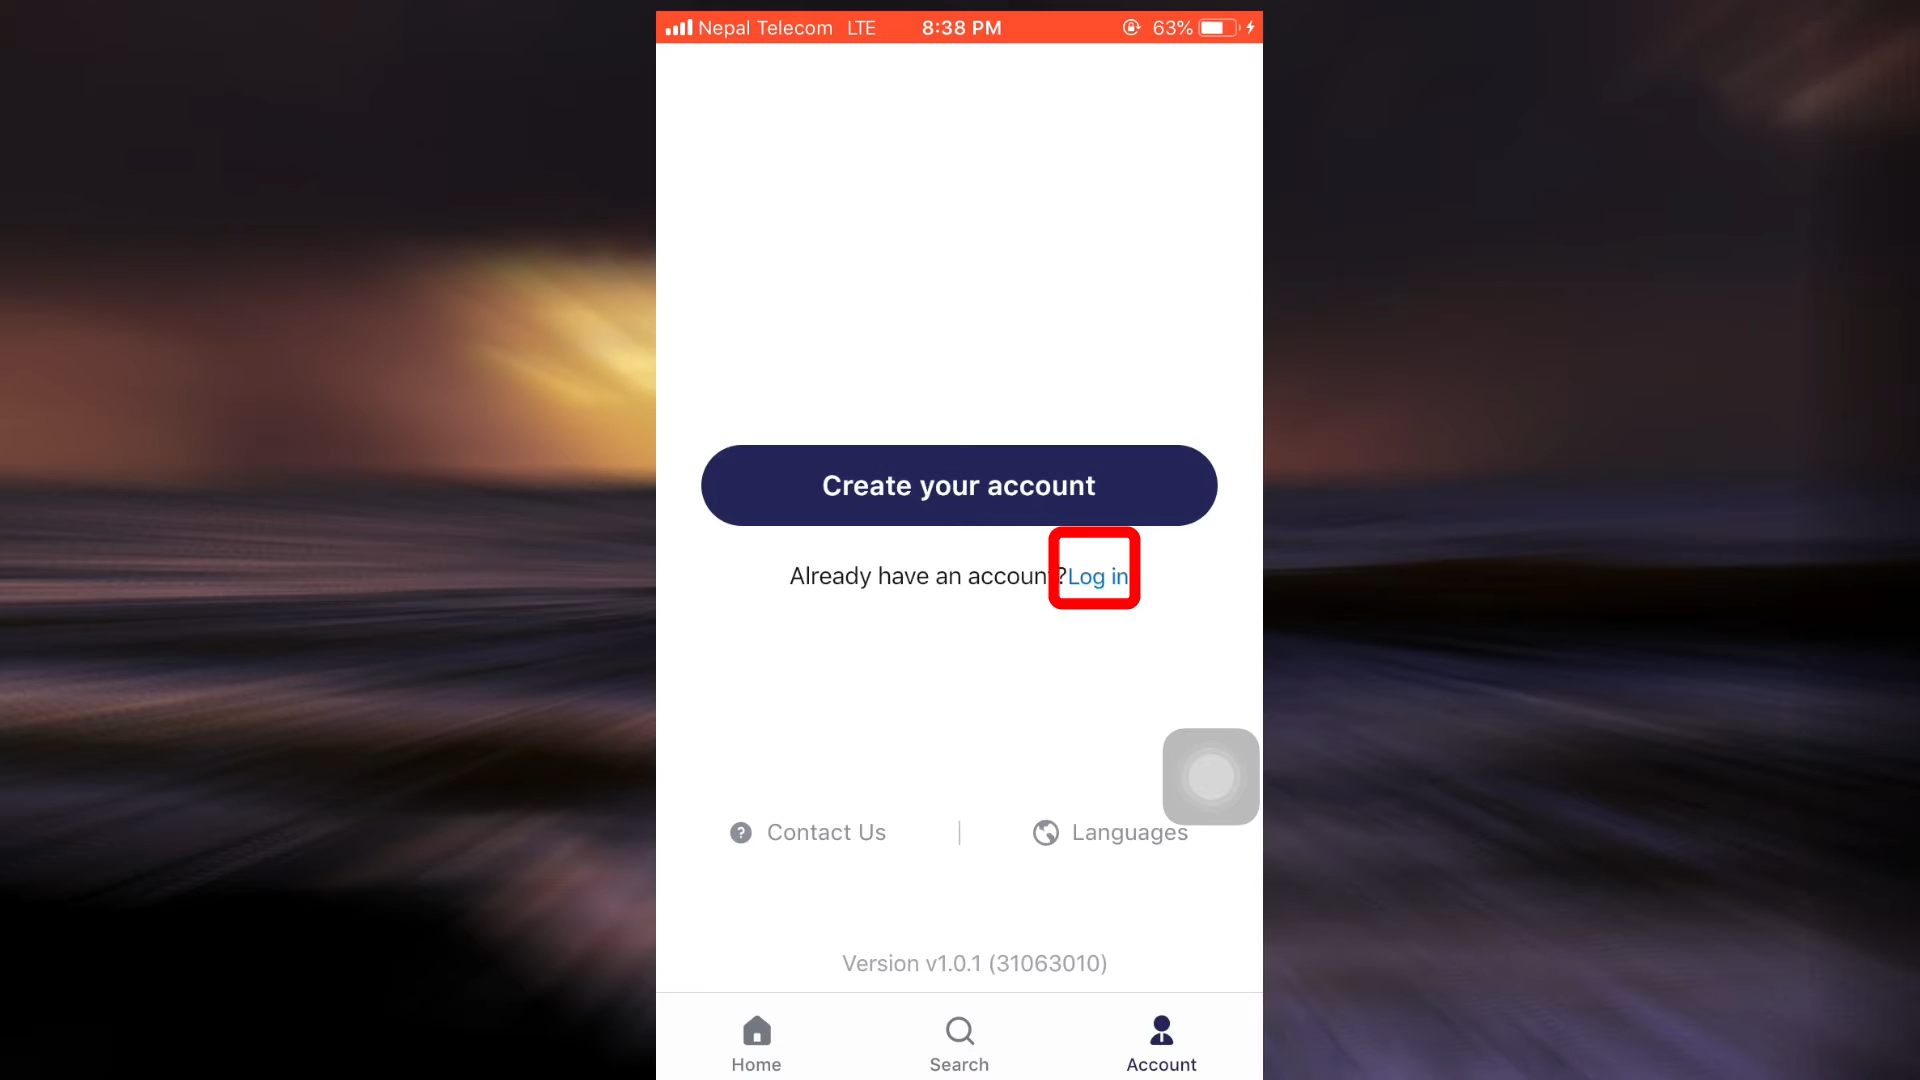 Nepal Telecom LTE 8:38 PM 63%
Create your account
Already have an account?Log in
Contact Us | Languages
Version v1.0.1 (31063010)
Home Search Account